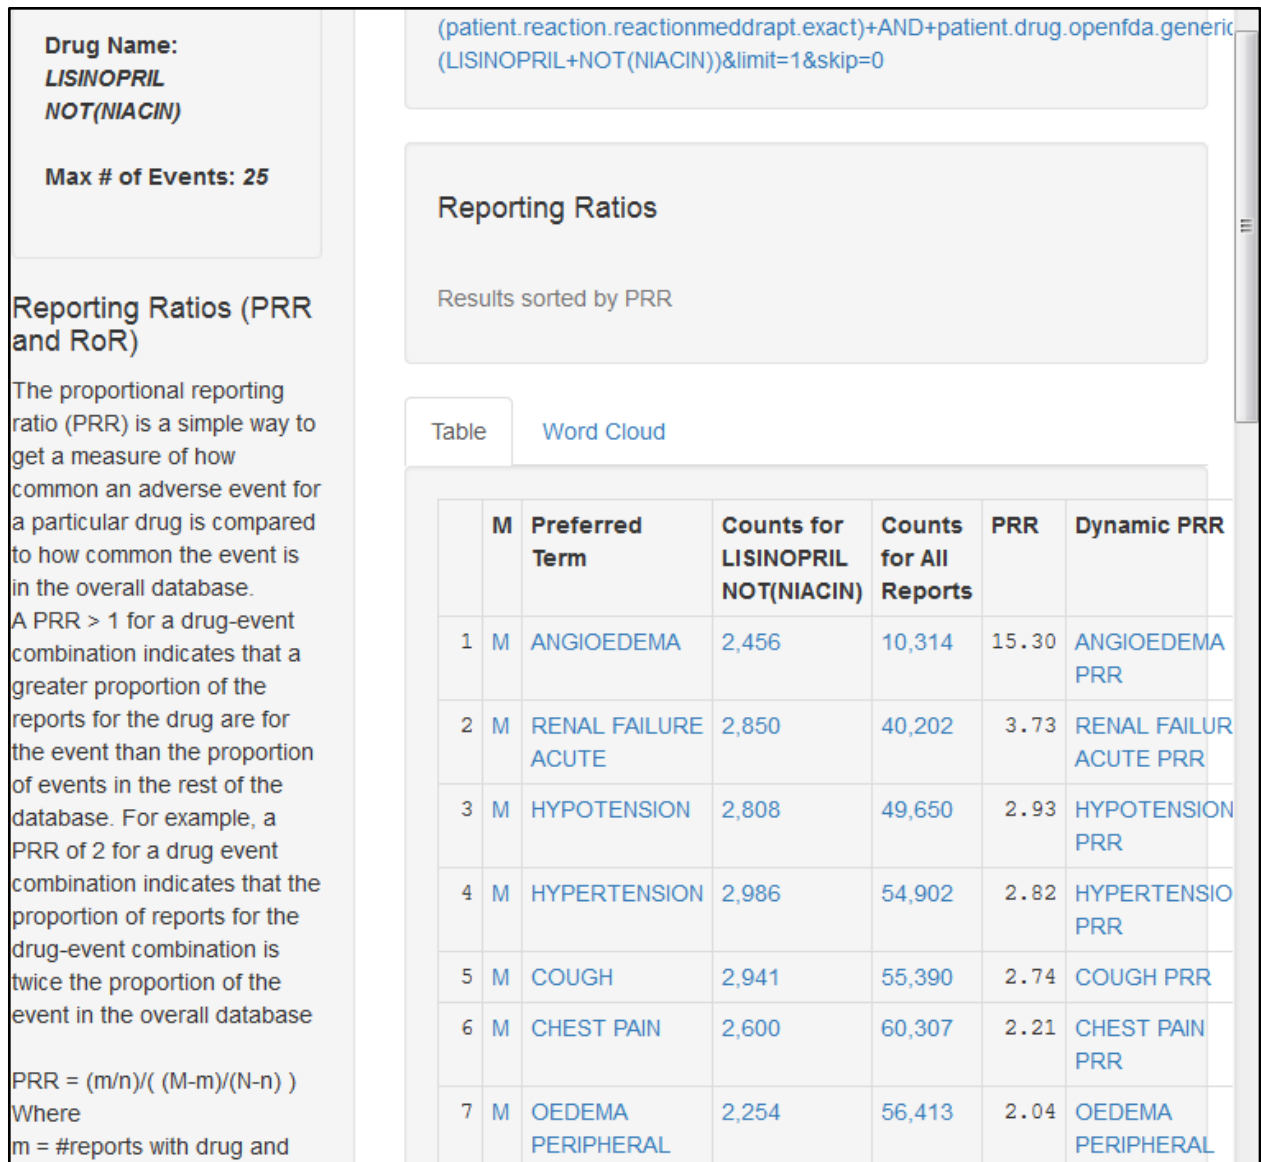 Drug Name:
LISINOPRIL
NOT(NIACIN)
Max # of Events: 25
Reporting Ratios (PRR
and RoR)
The proportional reporting
ratio (PRR) is a simple way to
get a measure of how
common an adverse event for
a particular drug is compared
to how common the event is
in the overall database.
A PRR > 1 for a drug-event
combination indicates that a
greater proportion of the
reports for the drug are for
the event than the proportion
of events in the rest of the
database. For example, a
PRR of 2 for a drug event
combination indicates that the
proportion of reports for the
drug-event combination is
twice the proportion of the
event in the overall database
PRR = (m/n)/( (M-m)/(N-n) )
Where
m = #reports with drug and
(patient.reaction.reactionmeddrapt.exact)+AND+patient.drug.openfda.generic
(LISINOPRIL+NOT(NIACIN))&limit=1&skip=0
Reporting Ratios
Results sorted by PRR
Table Word Cloud
M Preferred Counts for Counts PRR Dynamic PRR
Term LISINOPRIL for All
NOT(NIACIN) Reports
1 M ANGIOEDEMA 2,456 10,314 15.30 ANGIOEDEMA
PRR
2 M RENAL FAILURE 2,850 40,202 3.73 RENAL FAILUR
ACUTE ACUTE PRR
3 M HYPOTENSION 2,808 49,650 2.93 HYPOTENSION
PRR
4 M HYPERTENSION 2,986 54,902 2.82 HYPERTENSIO
PRR
5 M COUGH 2,941 55,390 2.74 COUGH PRR
6 M CHEST PAIN 2,600 60,307 2.21 CHEST PAIN
PRR
7 M OEDEMA 2,254 56,413 2.04 OEDEMA
PERIPHERAL PERIPHERAL